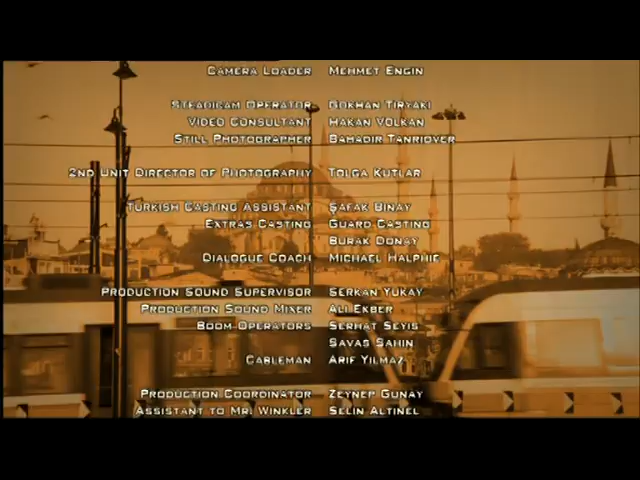 Camera Loader Mehmet Engin
Steadicam Operator Gokhan Tiryaki
Video Consultant Hakan Volkan
Still Photographer Bahadir Tanriover
2nd Unit Director of Photography Tolga Kutlar
Turkish Casting Assistant Şafak Binay
Extras Casting Guard Casting
Burak Donay
Dialogue Coach Michael Halphie
Production Sound Supervisor Serkan Yukay
Production Sound Mixer Ali Ekber
Boom Operators Serhat Seyis
Savas Sahin
Cableman Arif Yilmaz
Production Coordinator Zeynep Gunay
Assistant to Mr. Winkler Selin Altinel